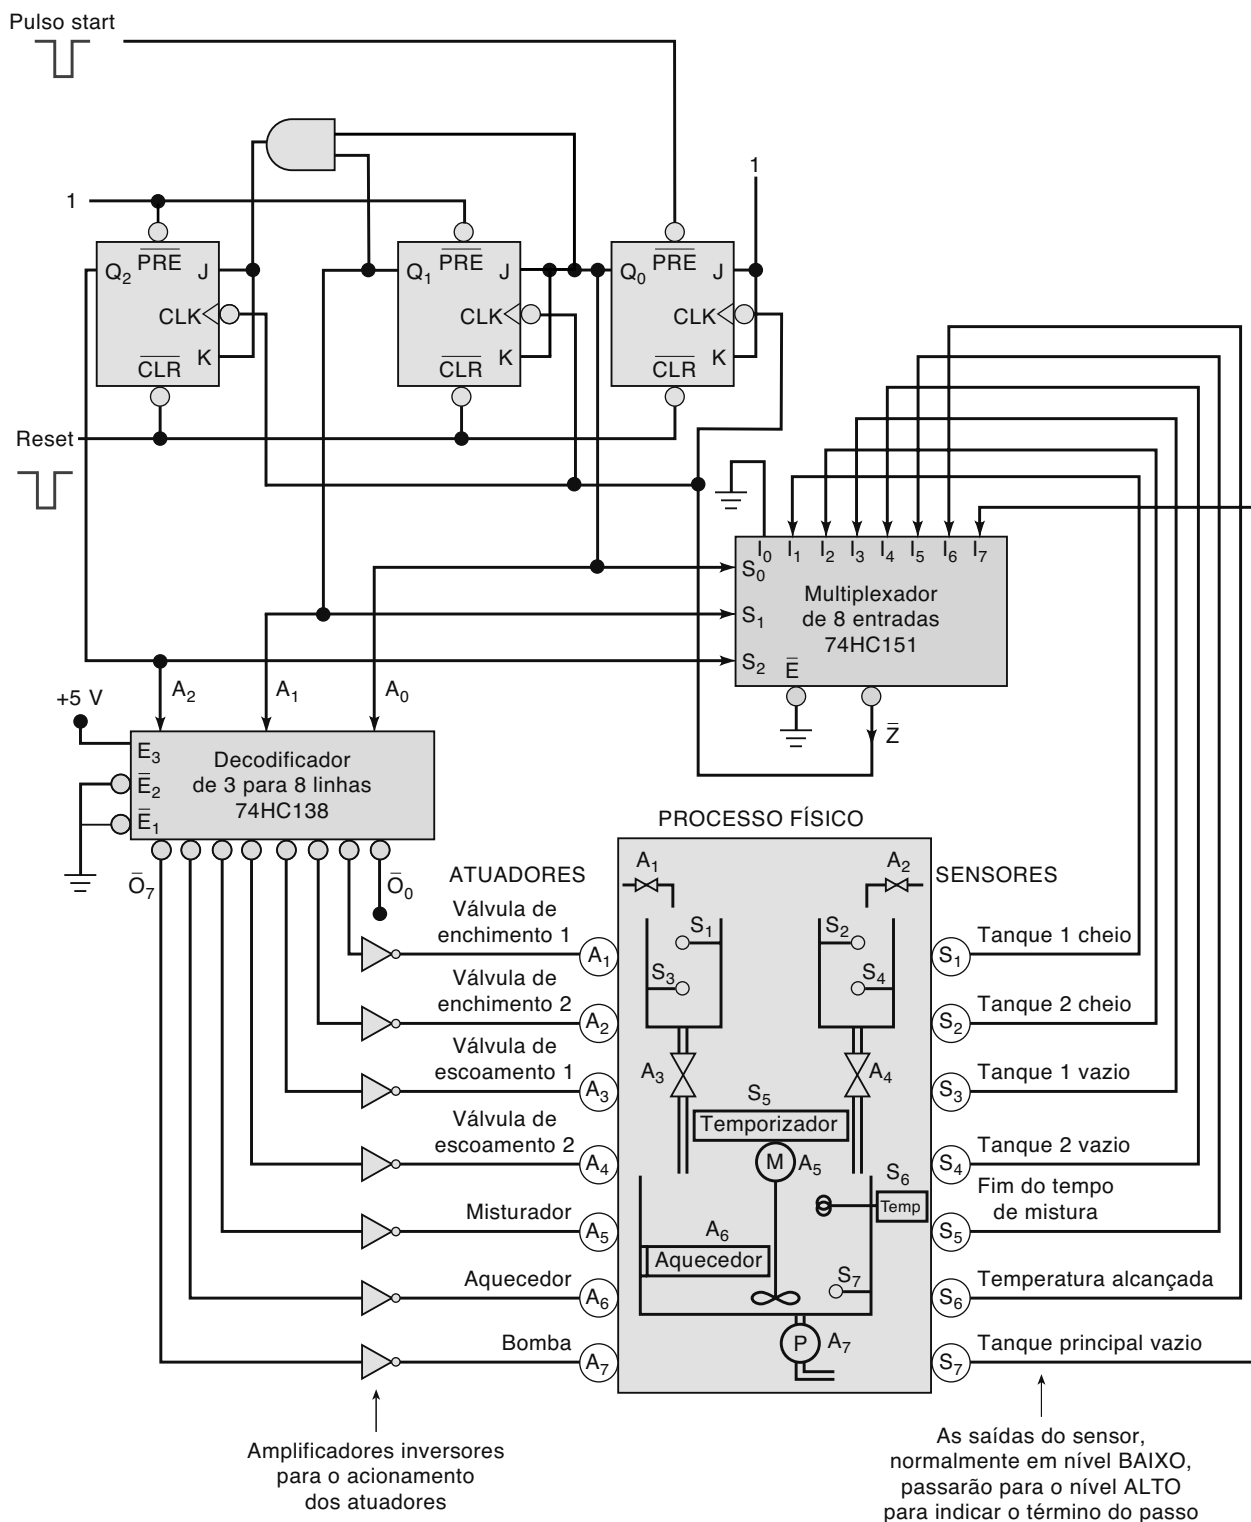 Pulso start
1
1
Q2
PRE
J
CLK
K
CLR
Q1
PRE
J
CLK
K
CLR
Q0
PRE
J
CLK
K
CLR
Reset
I0 I1 I2 I3 I4 I5 I6 I7
S0
S1
S2
Multiplexador
de 8 entradas
74HC151
E̅
Z̅
A2 A1 A0
+5 V
E3
E̅2
E̅1
Decodificador
de 3 para 8 linhas
74HC138
O̅7
O̅0
PROCESSO FÍSICO
ATUADORES
SENSORES
Válvula de
enchimento 1
A1
Válvula de
enchimento 2
A2
Válvula de
escoamento 1
A3
Válvula de
escoamento 2
A4
Misturador
A5
Aquecedor
A6
Bomba
A7
A1
A2
S1
S2
S3
S4
A3
A4
S5
Temporizador
M
A5
S6
Temp
A6
Aquecedor
S7
P
A7
S1
Tanque 1 cheio
S2
Tanque 2 cheio
S3
Tanque 1 vazio
S4
Tanque 2 vazio
S5
Fim do tempo
de mistura
S6
Temperatura alcançada
S7
Tanque principal vazio
Amplificadores inversores
para o acionamento
dos atuadores
As saídas do sensor,
normalmente em nível BAIXO,
passarão para o nível ALTO
para indicar o término do passo